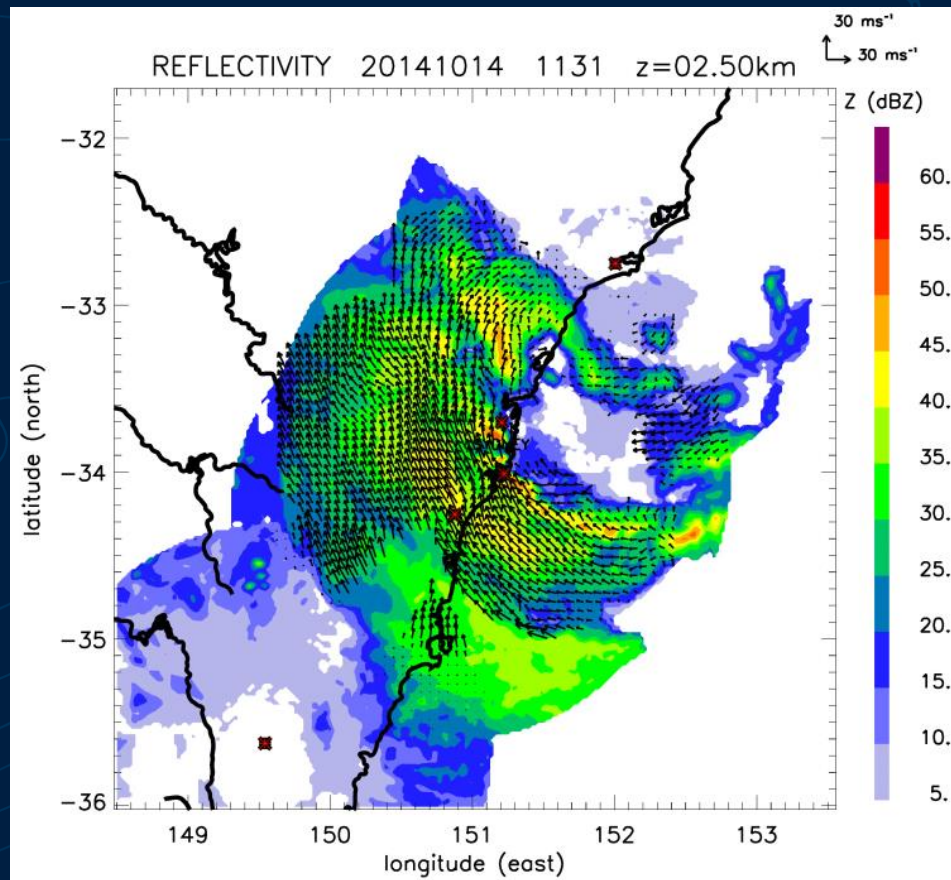 30 ms⁻¹
30 ms⁻¹
REFLECTIVITY 20141014 1131 z=02.50km
Z (dBZ)
60.
55.
50.
45.
40.
35.
30.
25.
20.
15.
10.
5.
-32
-33
-34
-35
-36
latitude (north)
149 150 151 152 153
longitude (east)